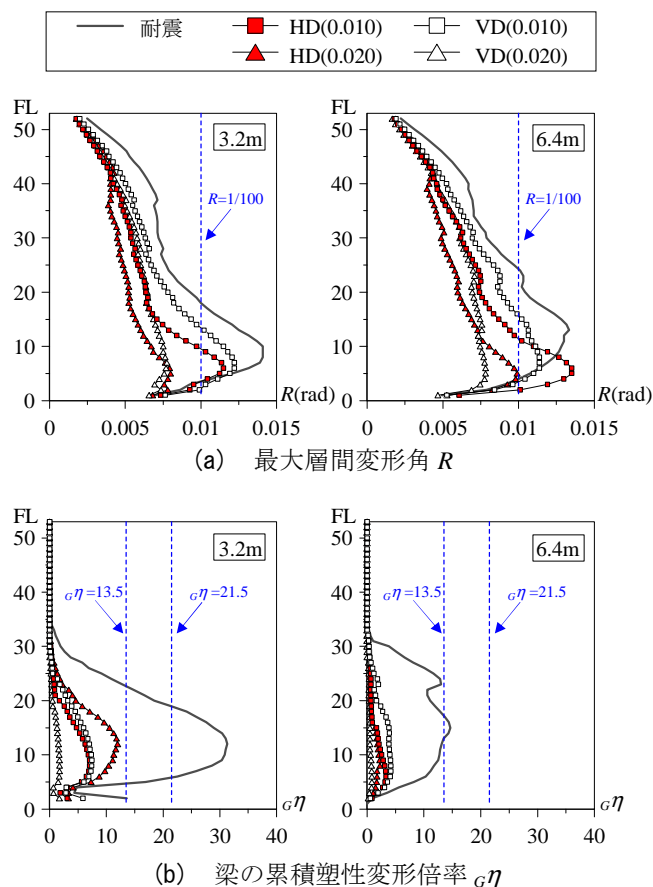 耐震 HD(0.010) VD(0.010)
HD(0.020) VD(0.020)
FL FL
50 3.2m 50 6.4m
40 40
R=1/100 R=1/100
30 30
20 20
10 10
0 R(rad) 0 R(rad)
0 0.005 0.01 0.015 0 0.005 0.01 0.015
(a) 最大層間変形角 R
FL FL
50 3.2m 50 6.4m
40 Gη=13.5 Gη=21.5 40 Gη=13.5 Gη=21.5
30 30
20 20
10 10
0 Gη 0 Gη
0 10 20 30 40 0 10 20 30 40
(b) 梁の累積塑性変形倍率 Gη